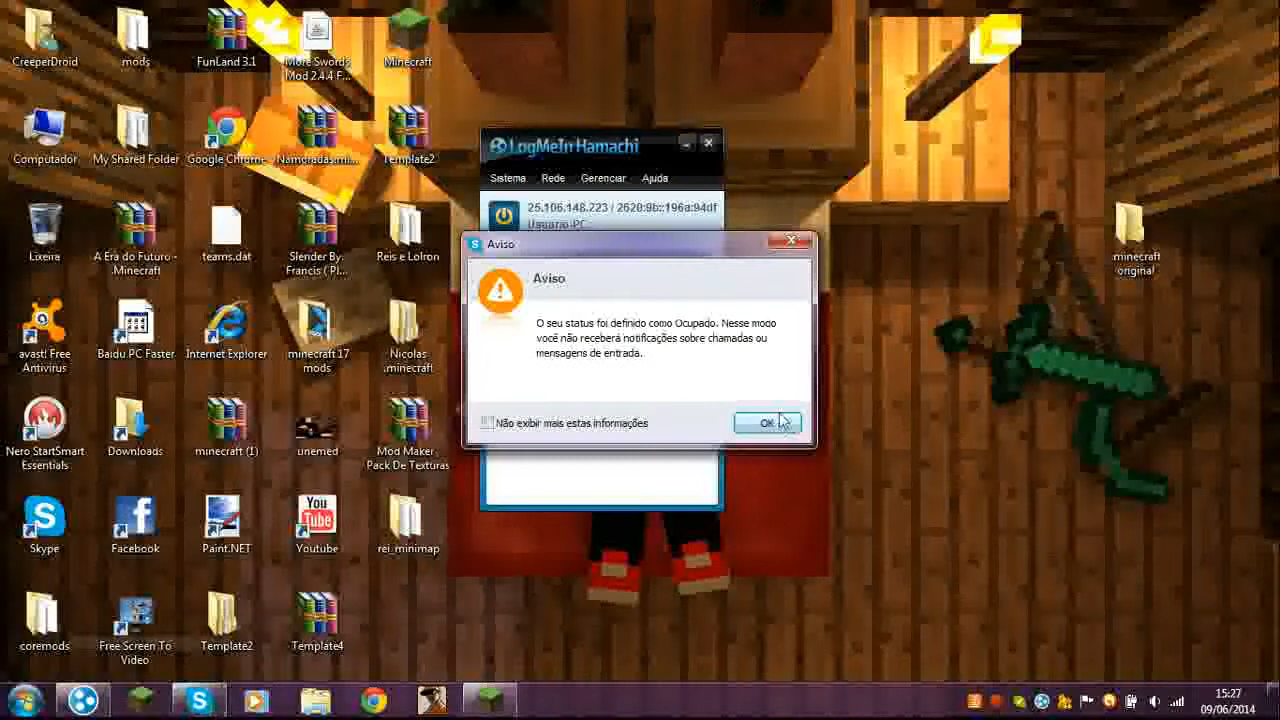 CreeperDroid
mods
FunLand 3.1
More Swords
Mod 2.4.4 F...
Minecraft
Computador
My Shared Folder
Google Chrome
Template2
Lixeira
A Era do Futuro -
.Minecraft
teams.dat
Slender By.
Francis ( Pl...
Reis e Lolron
avast! Free
Antivirus
Baidu PC Faster
Internet Explorer
minecraft 17
mods
Nicolas
.minecraft
Nero StartSmart
Essentials
Downloads
minecraft (1)
unemed
Mod Maker
Pack De Texturas
Skype
Facebook
Paint.NET
You
Tube
Youtube
rei_minimap
coremods
Free Screen To
Video
Template2
Template4
minecraft
original
LogMeIn Hamachi
Sistema Rede Gerenciar Ajuda
25.106.148.223 / 2620:9b::196a:94df
Usuario-PC
Aviso
Aviso
O seu status foi definido como Ocupado. Nesse modo
você não receberá notificações sobre chamadas ou
mensagens de entrada.
Não exibir mais estas informações
OK
15:27
09/06/2014